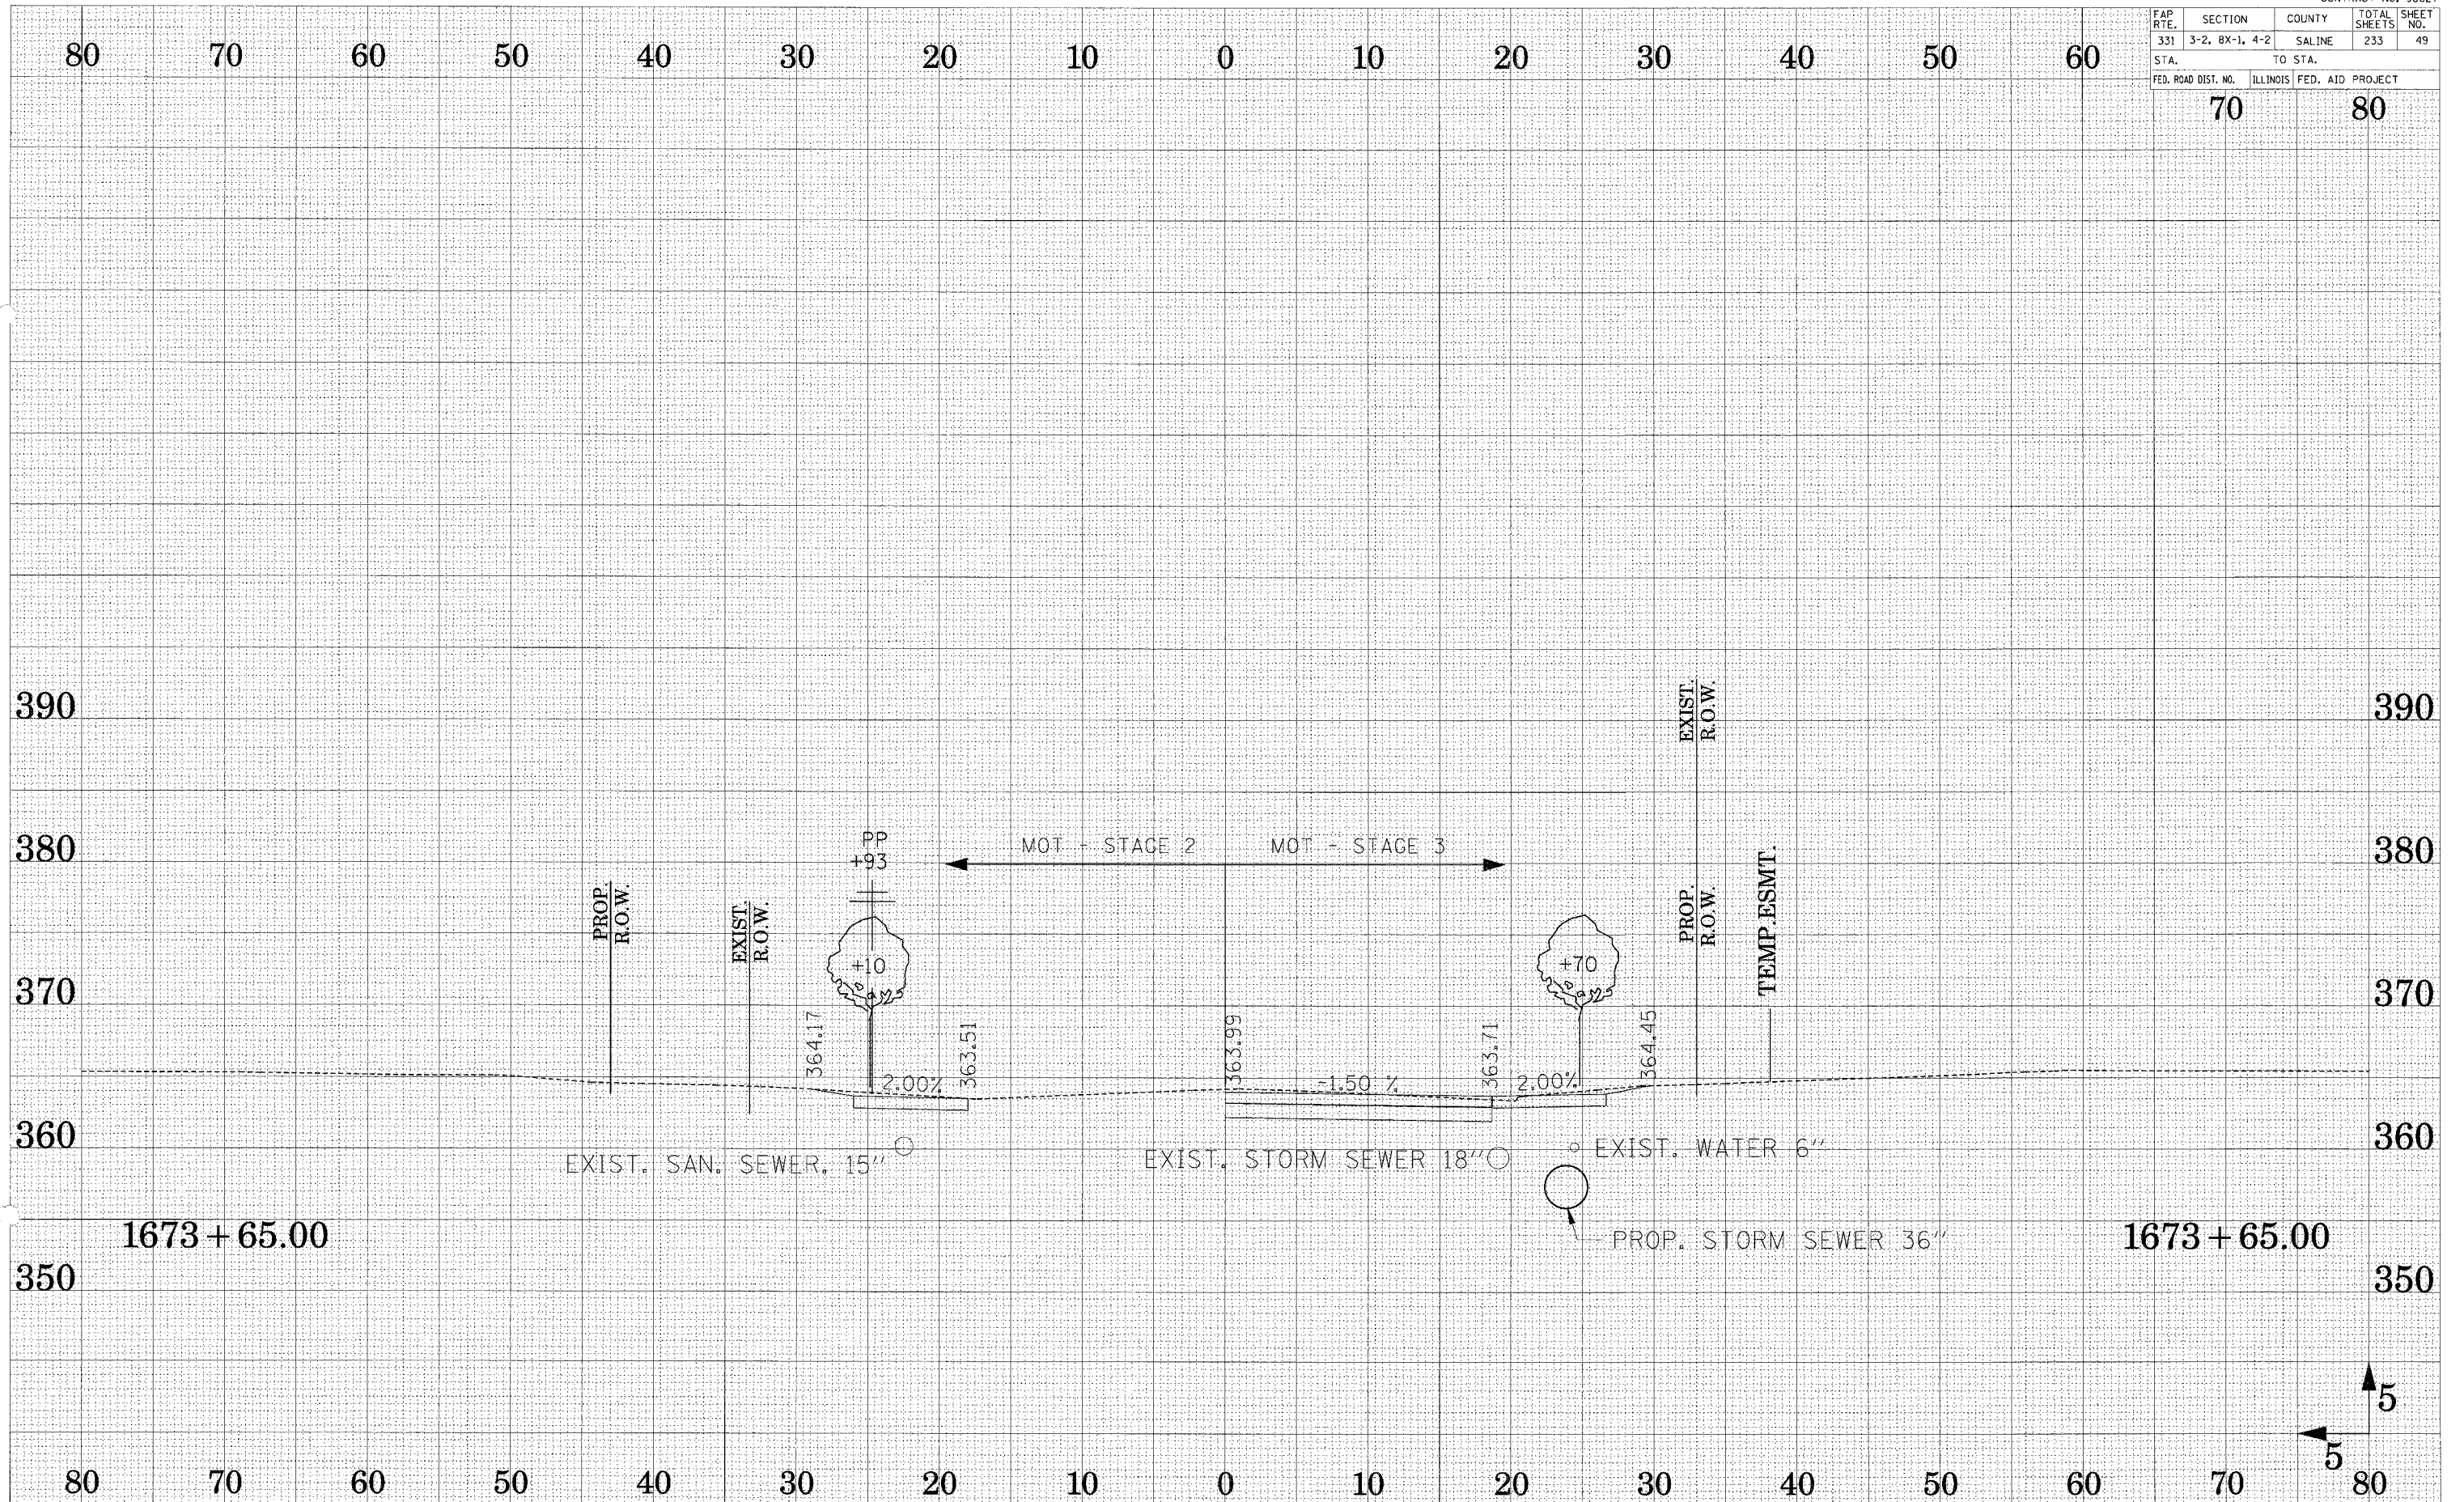 FAP RTE. SECTION COUNTY TOTAL SHEETS SHEET NO.
331 3-2, 8X-1, 4-2 SALINE 233 49
STA. TO STA.
FED. ROAD DIST. NO. ILLINOIS FED. AID PROJECT
80 70 60 50 40 30 20 10 0 10 20 30 40 50 60
70 80
390 390
EXIST.
R.O.W.
380 380
PP
+93
MOT - STAGE 2 MOT - STAGE 3
PROP.
R.O.W.
EXIST.
R.O.W.
PROP.
R.O.W.
TEMP.ESMT.
+10
+70
370 370
364.17
363.51
363.99
363.71
364.45
2.00%
-1.50 %
2.00%
360 360
EXIST. SAN. SEWER. 15"
EXIST. STORM SEWER 18"
EXIST. WATER 6"
1673+65.00 1673+65.00
PROP. STORM SEWER 36"
350 350
5
5
80 70 60 50 40 30 20 10 0 10 20 30 40 50 60 70 80